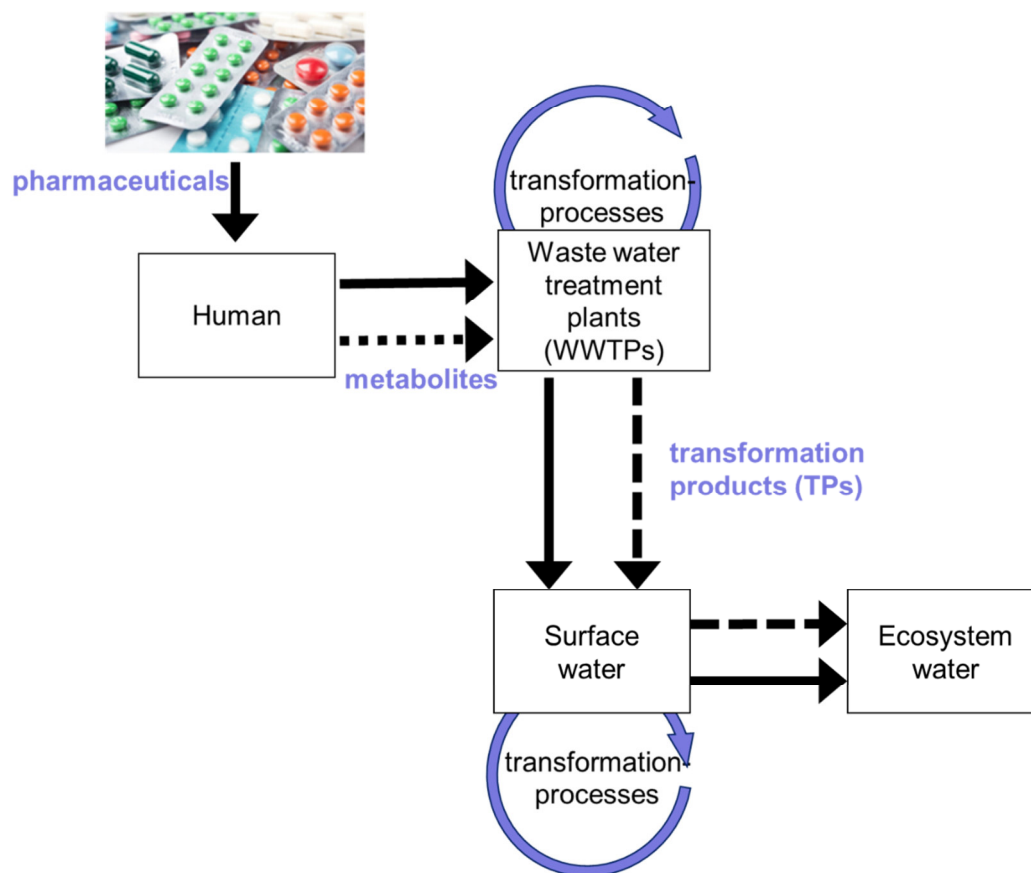 pharmaceuticals
transformation-
processes
Human
Waste water
treatment
plants
(WWTPs)
metabolites
transformation
products (TPs)
Surface
water
Ecosystem
water
transformation-
processes